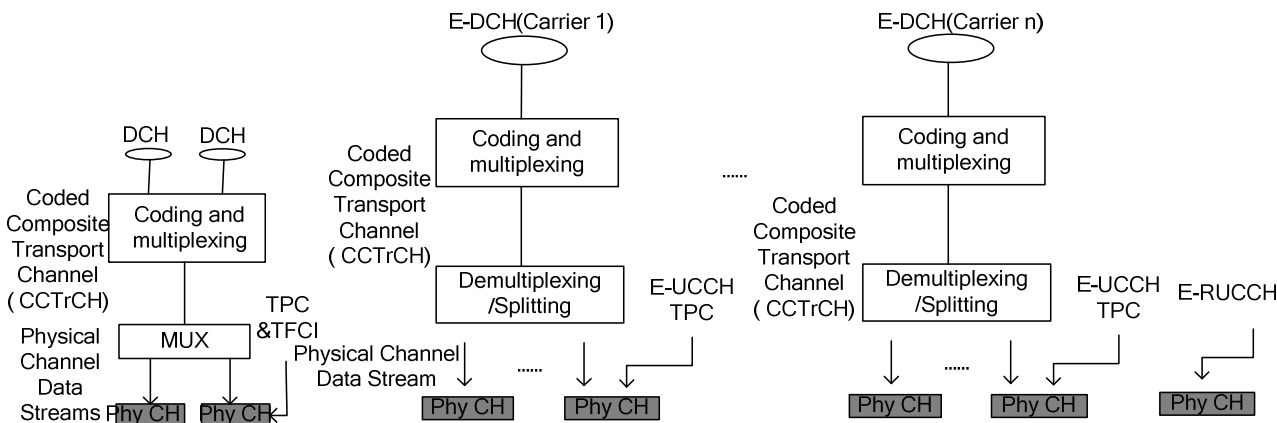 E-DCH(Carrier 1)
E-DCH(Carrier n)
DCH
DCH
Coded
Composite
Transport
Channel
( CCTrCH)
Coding and
multiplexing
MUX
TPC
&TFCI
Physical
Channel
Data
Streams
Phy CH
Phy CH
Coded
Composite
Transport
Channel
( CCTrCH)
Coding and
multiplexing
Demultiplexing
/Splitting
E-UCCH
TPC
Physical Channel
Data Stream
......
Phy CH
Phy CH
......
Coded
Composite
Transport
Channel
( CCTrCH)
Coding and
multiplexing
Demultiplexing
/Splitting
E-UCCH
TPC
E-RUCCH
......
Phy CH
Phy CH
Phy CH